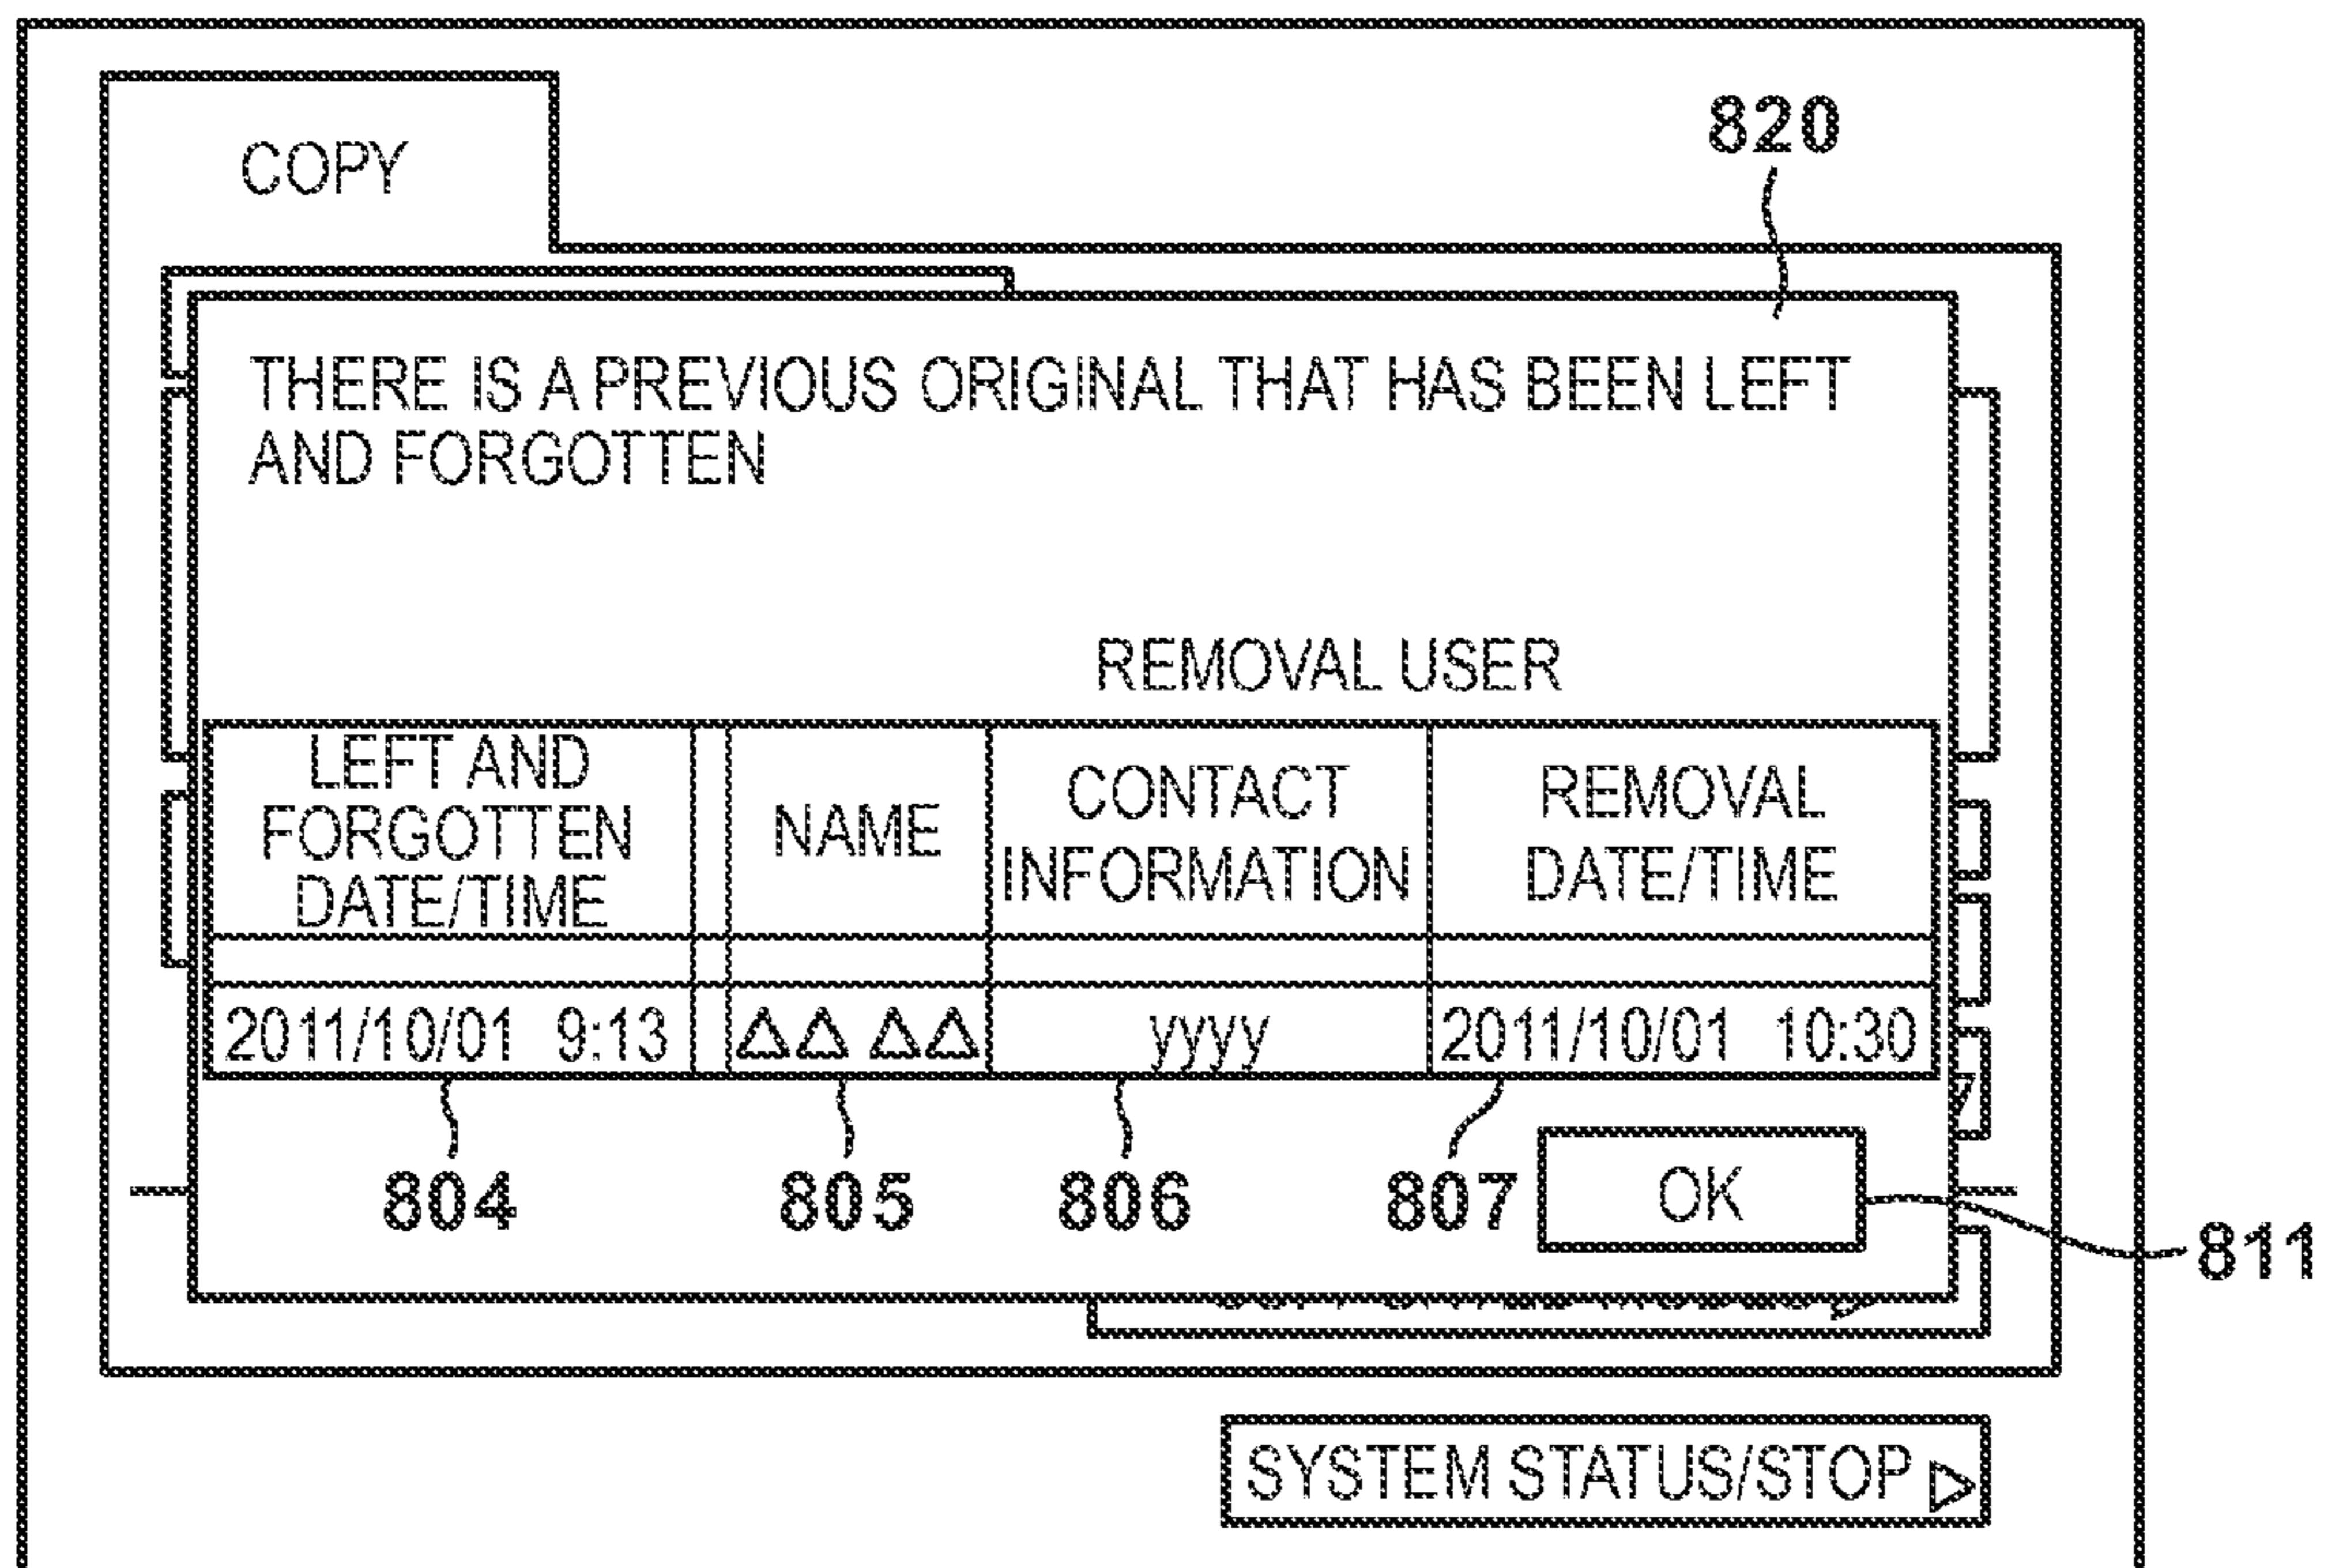 COPY
820
THERE IS A PREVIOUS ORIGINAL THAT HAS BEEN LEFT
AND FORGOTTEN
REMOVAL USER
LEFT AND
FORGOTTEN
DATE/TIME
NAME
CONTACT
INFORMATION
REMOVAL
DATE/TIME
2011/10/01 9:13
△△ △△
yyyy
2011/10/01 10:30
804
805
806
807
OK
811
SYSTEM STATUS/STOP ▷